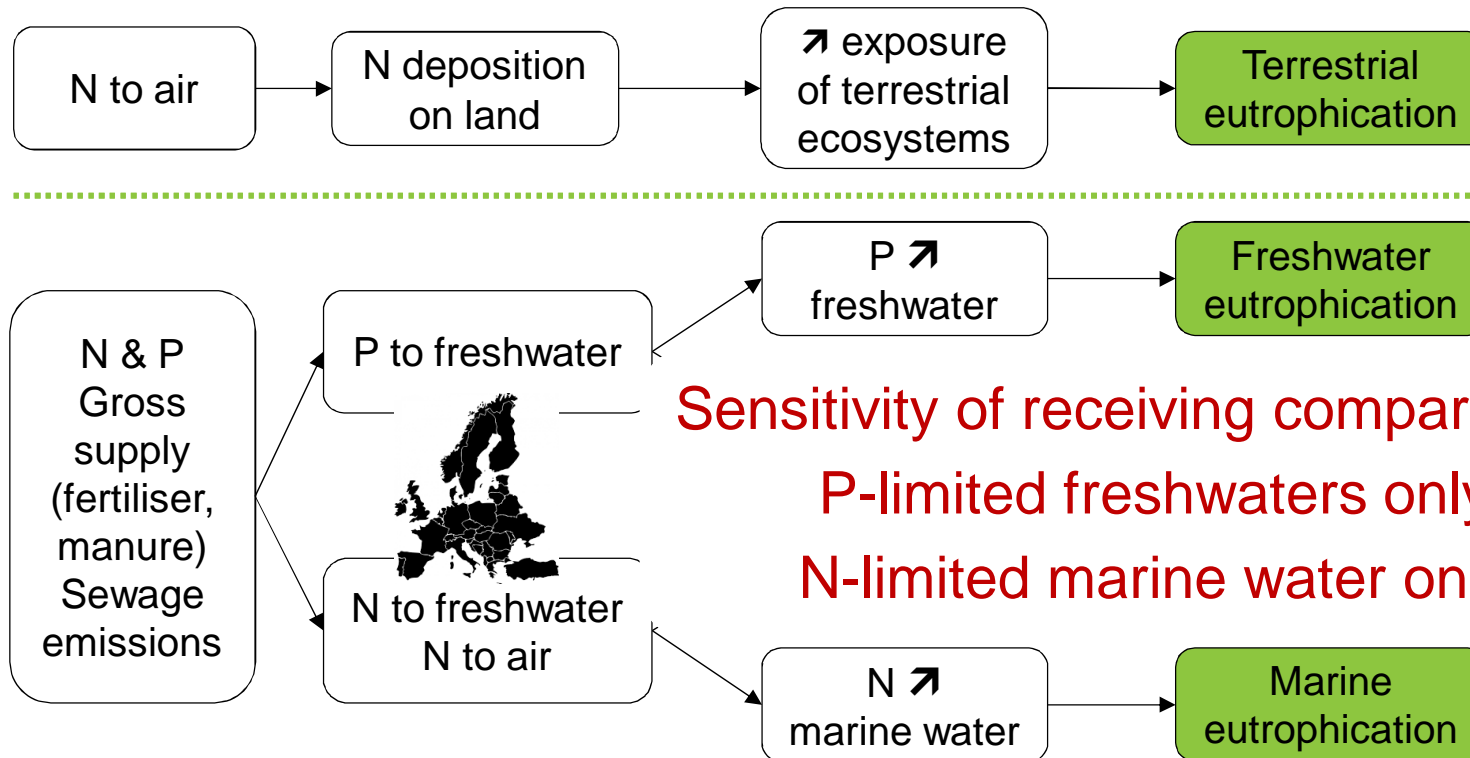 N to air
N deposition
on land
↗ exposure
of terrestrial
ecosystems
Terrestrial
eutrophication
N & P
Gross
supply
(fertiliser,
manure)
Sewage
emissions
P to freshwater
N to freshwater
N to air
P ↗
freshwater
Freshwater
eutrophication
Sensitivity of receiving
P-limited freshwaters only
N-limited marine water
N ↗
marine water
Marine
eutrophication